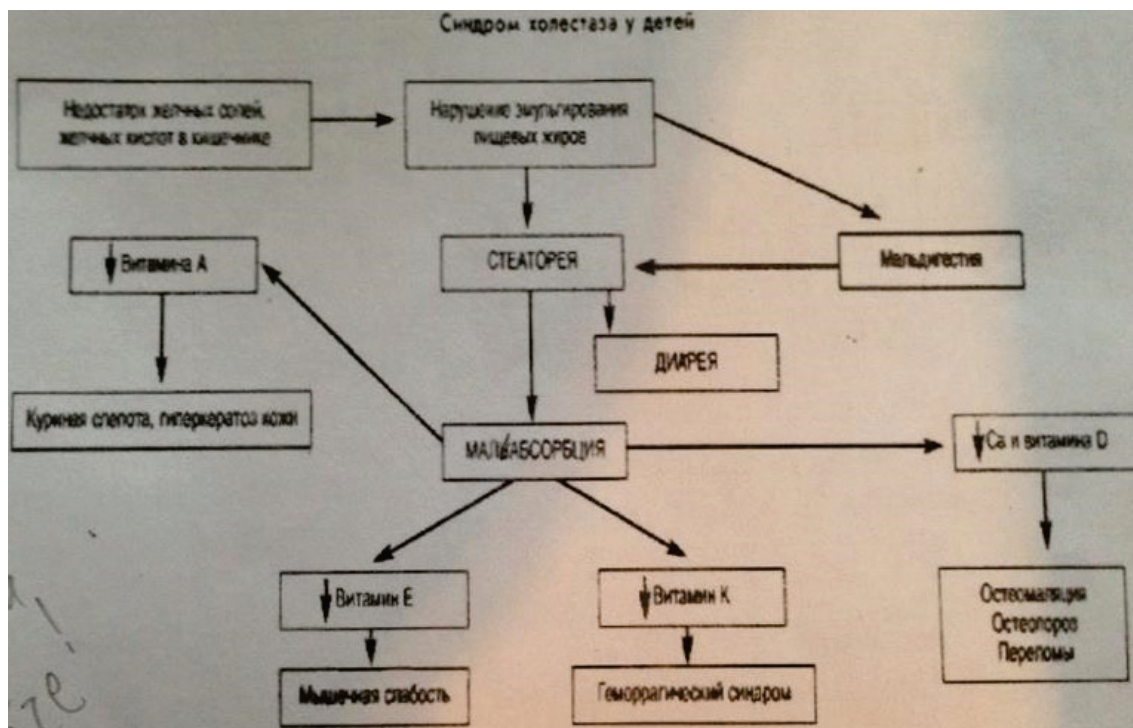 Синдром холестаза у детей
Недостаток желчных солей,
желчных кислот в кишечнике
Нарушение эмульгирования
пищевых жиров
↓ Витамина А
СТЕАТОРЕЯ
Мальдигестия
ДИАРЕЯ
Куриная слепота, гиперкератоз кожи
МАЛЬАБСОРБЦИЯ
↓ Са и витамина D
↓ Витамин Е
↓ Витамин К
Остеомаляция
Остеопороз
Переломы
Мышечная слабость
Геморрагический синдром